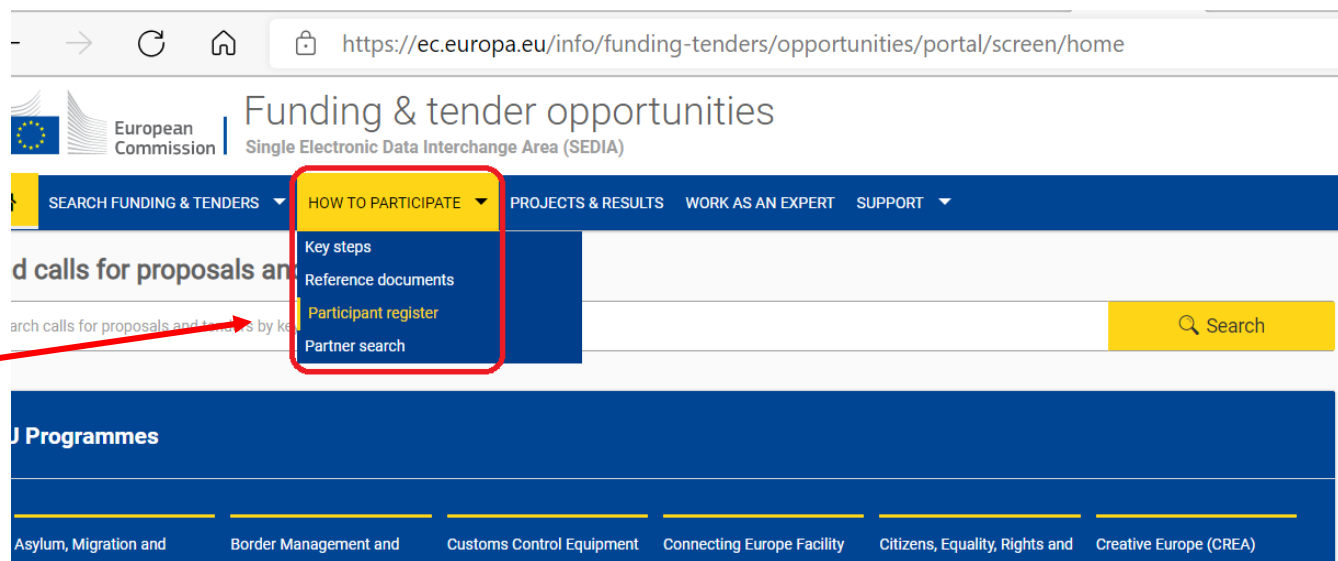 https://ec.europa.eu/info/funding-tenders/opportunities/portal/screen/home
European
Commission
Funding & tender opportunities
Single Electronic Data Interchange Area (SEDIA)
SEARCH FUNDING & TENDERS HOW TO PARTICIPATE PROJECTS & RESULTS WORK AS AN EXPERT SUPPORT
Key steps
d calls for proposals an
Reference documents
Participant register
arch calls for proposals and tenders by ke
Search
Partner search
J Programmes
Asylum, Migration and Border Management and Customs Control Equipment Connecting Europe Facility Citizens, Equality, Rights and Creative Europe (CREA)